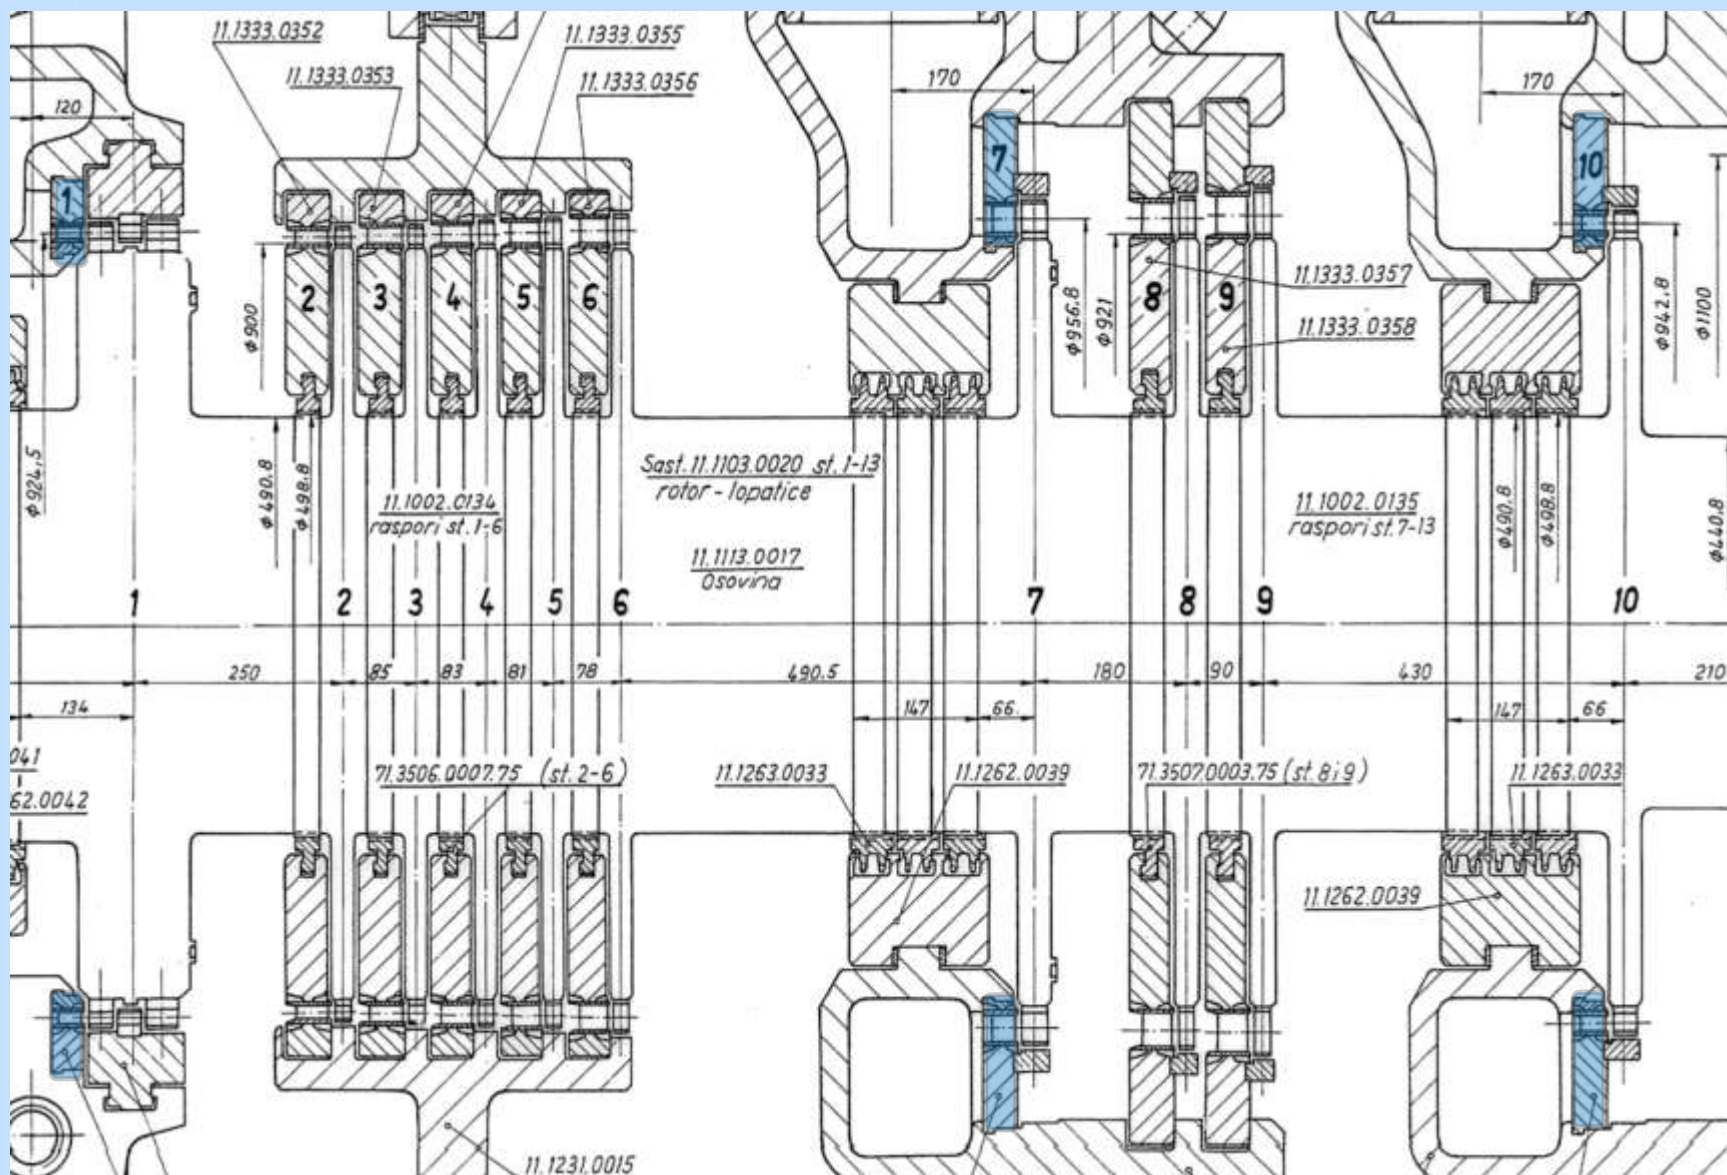 11.1333.0352
11.1333.0355
11.1333.0353
11.1333.0356
120
170
170
1
7
10
2
3
4
5
6
8
9
11.1333.0357
11.1333.0358
φ900
φ956.8
φ921
φ942.8
φ1100
φ924,5
φ490.8
φ498.8
Sast. 11.1103.0020 st. 1-13
rotor - lopatice
11.1002.0134
raspori st. 1-6
11.1113.0017
Osovina
11.1002.0135
raspori st. 7-13
φ490.8
φ498.8
φ440.8
1 2 3 4 5 6 7 8 9 10
250 85 83 81 78 490.5 180 90 430 210
134 147 66 147 66
041
62.0042
71.3506.0007.75 (st. 2-6)
11.1263.0033
11.1262.0039
71.3507.0003.75 (st. 8 i 9)
11.1263.0033
11.1262.0039
11.1231.0015